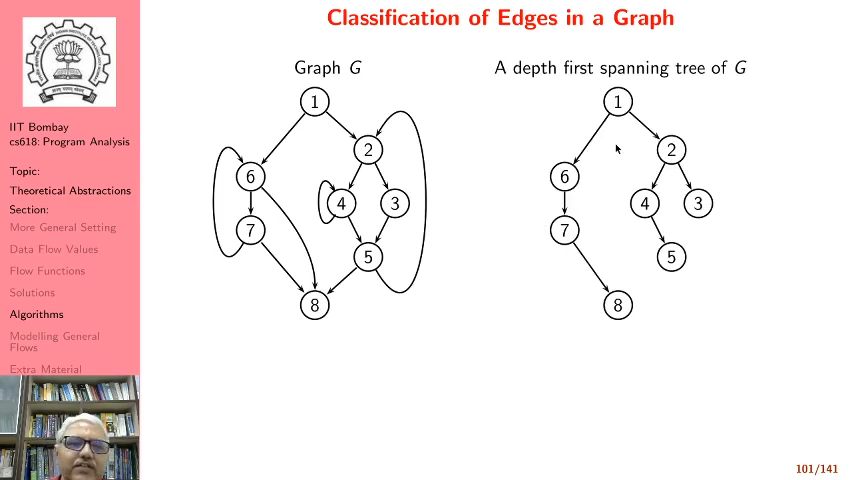 Classification of Edges in a Graph
IIT Bombay
cs618: Program Analysis
Topic:
Theoretical Abstractions
Section:
More General Setting
Data Flow Values
Flow Functions
Solutions
Algorithms
Modelling General
Flows
Extra Material
Graph G
1
2
6
4
3
7
5
8
A depth first spanning tree of G
1
2
6
4
3
7
5
8
101/141